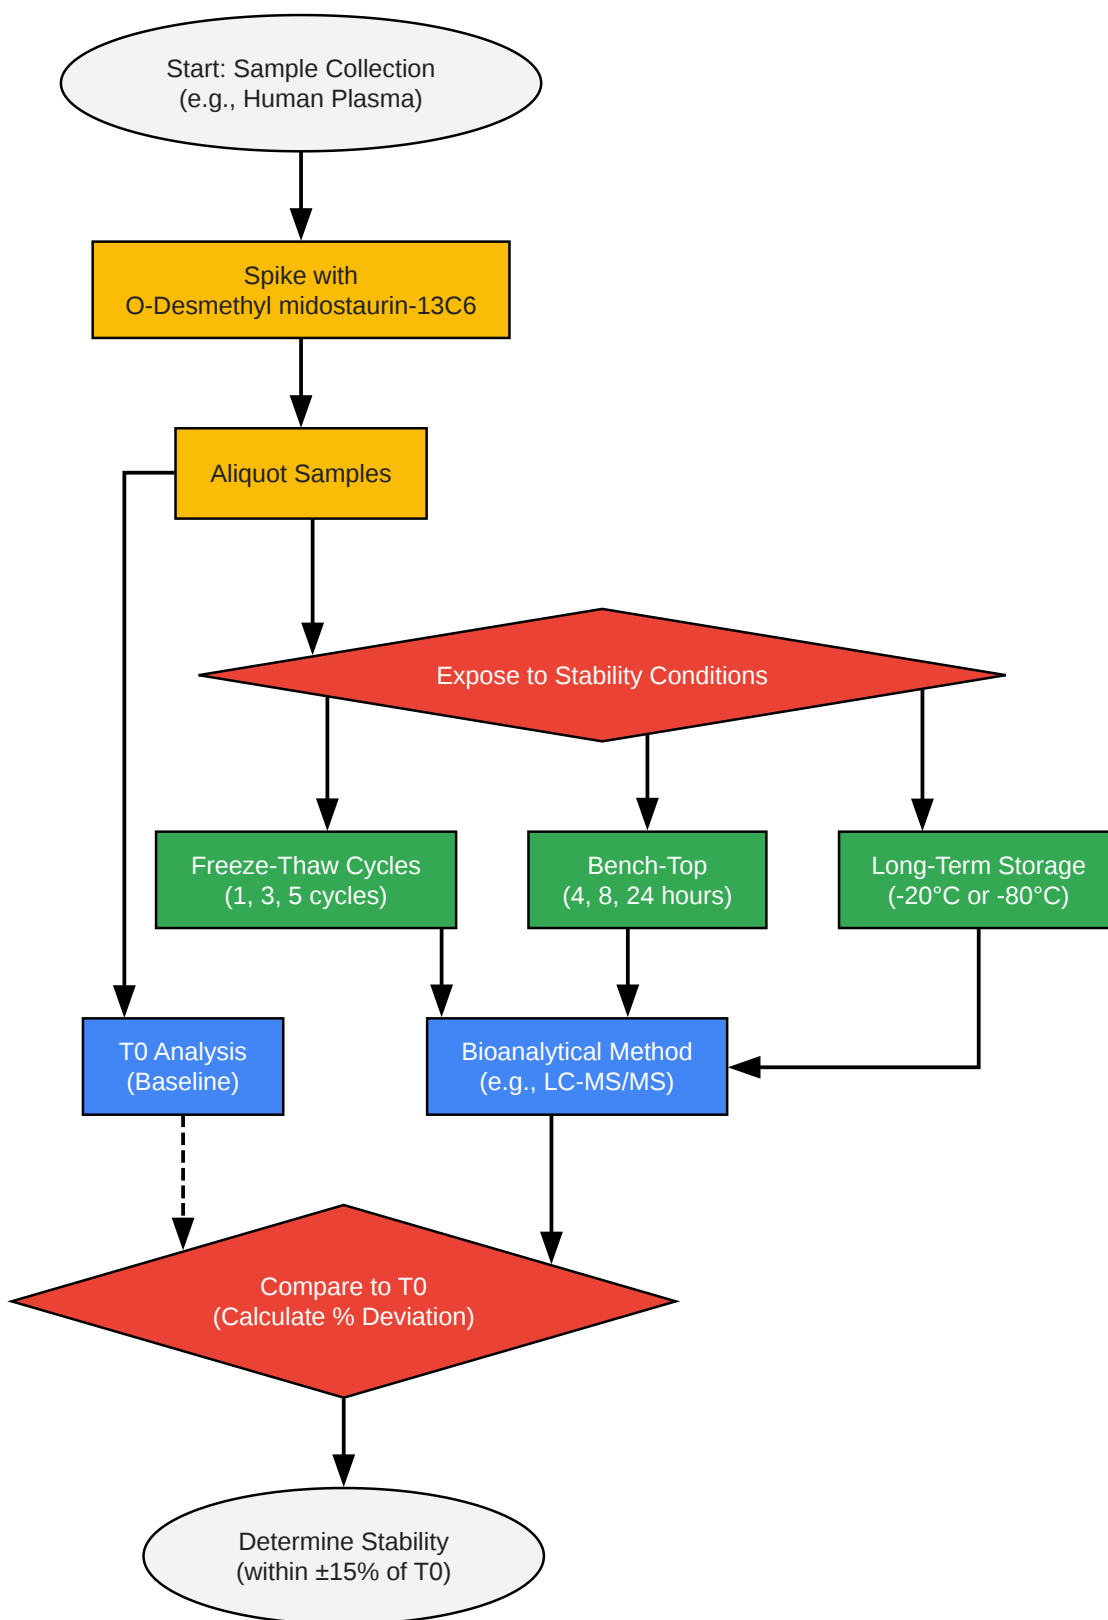 Start: Sample Collection
(e.g., Human Plasma)
Spike with
O-Desmethyl midostaurin-13C6
Aliquot Samples
Expose to Stability Conditions
Freeze-Thaw Cycles
(1, 3, 5 cycles)
Bench-Top
(4, 8, 24 hours)
Long-Term Storage
(-20°C or -80°C)
T0 Analysis
(Baseline)
Bioanalytical Method
(e.g., LC-MS/MS)
Compare to T0
(Calculate % Deviation)
Determine Stability
(within ±15% of T0)